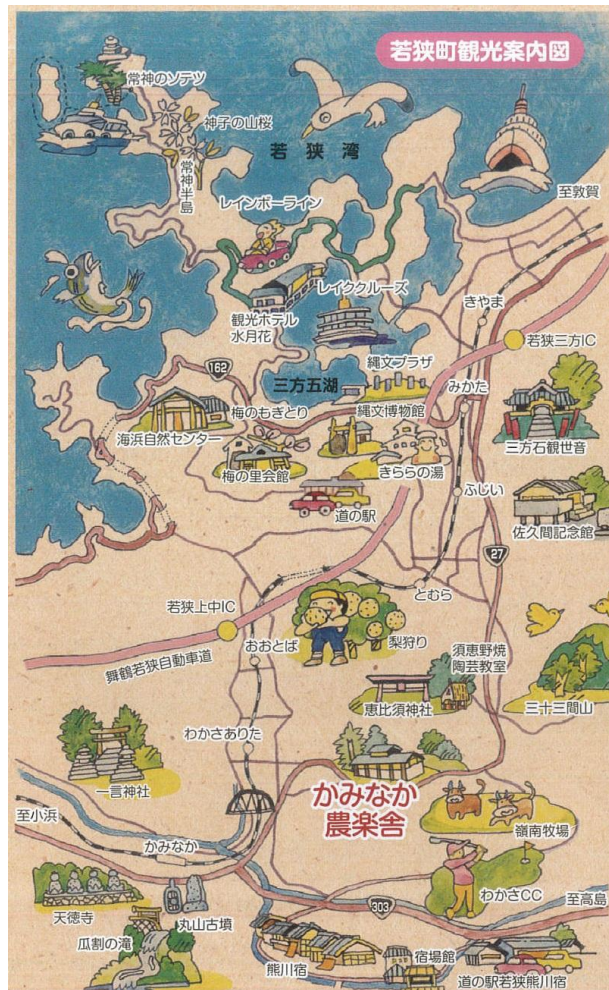 若狭町観光案内図
常神のソテツ
神子の山桜
常神半島
若狭湾
至敦賀
レインボーライン
レイククルーズ
観光ホテル
水月花
きやま
若狭三方IC
縄文プラザ
三方五湖
みかた
162
梅のもぎとり
縄文博物館
海浜自然センター
三方石観世音
梅の里会館
きららの湯
ふじい
道の駅
佐久間記念館
27
とむら
若狭上中IC
おおとば
梨狩り
舞鶴若狭自動車道
須恵野焼
陶芸教室
恵比須神社
三十三間山
わかさありた
一言神社
かみなか
農楽舎
至小浜
嶺南牧場
かみなか
わかさCC
至高島
303
天徳寺
丸山古墳
瓜割の滝
熊川宿
宿場館
道の駅若狭熊川宿